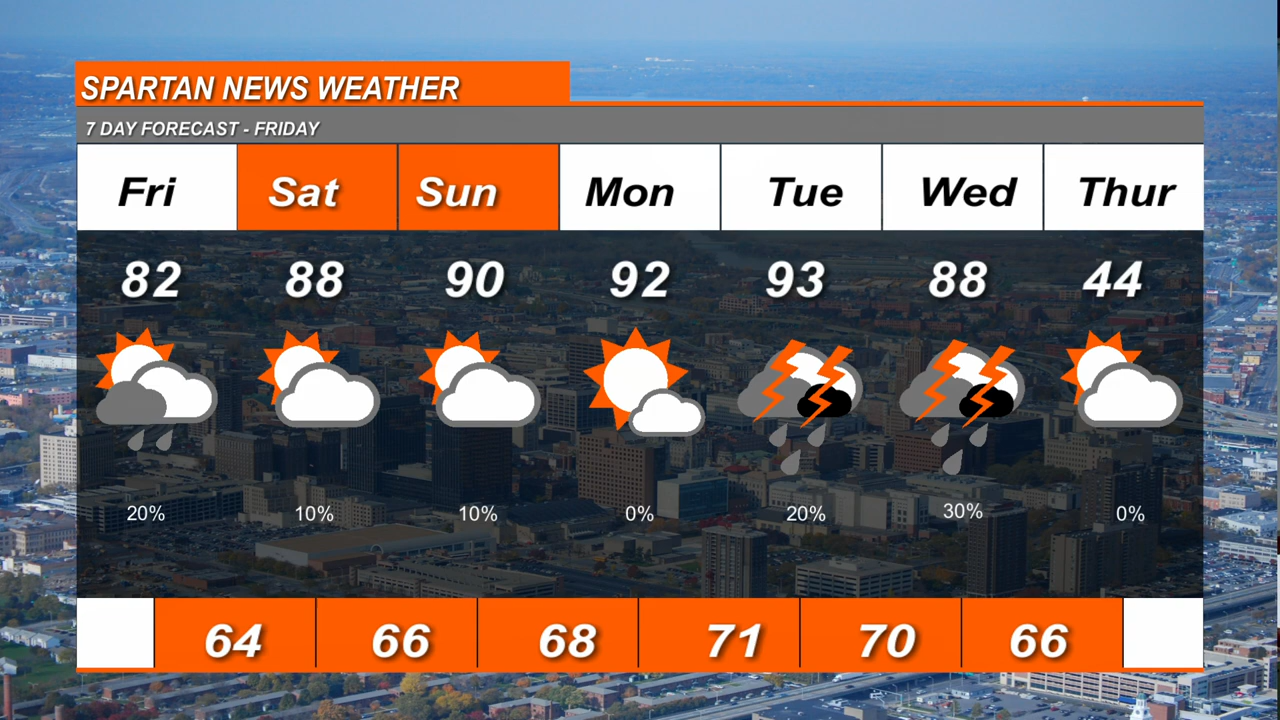 SPARTAN NEWS WEATHER
7 DAY FORECAST - FRIDAY
Fri Sat Sun Mon Tue Wed Thur
82 88 90 92 93 88 44
20% 10% 10% 0% 20% 30% 0%
64 66 68 71 70 66